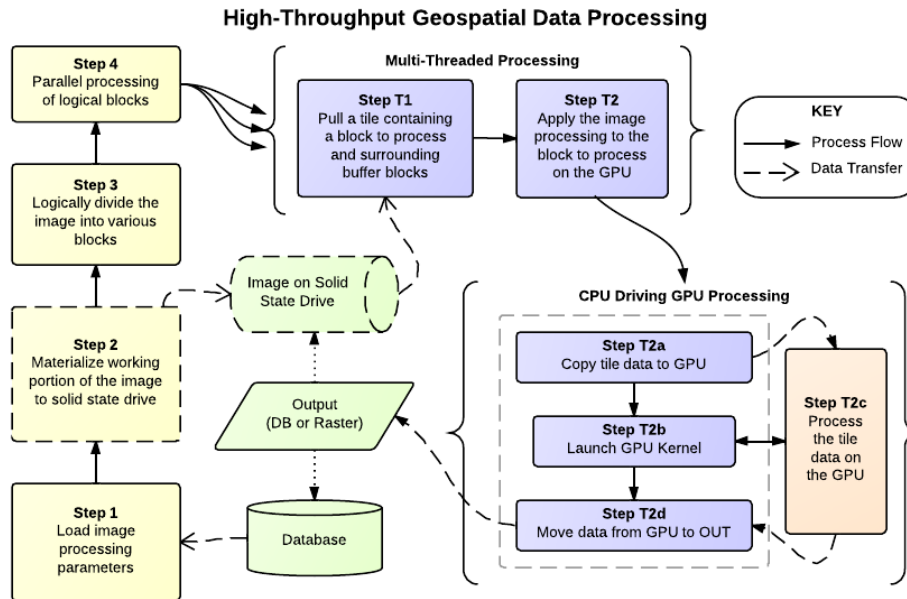 High-Throughput Geospatial Data Processing
Step 4
Parallel processing
of logical blocks
Step 3
Logically divide the
image into various
blocks
Step 2
Materialize working
portion of the image
to solid state drive
Step 1
Load image
processing
parameters
Multi-Threaded Processing
Step T1
Pull a tile containing
a block to process
and surrounding
buffer blocks
Step T2
Apply the image
processing to the
block to process
on the GPU
KEY
Process Flow
Data Transfer
Image on Solid
State Drive
Output
(DB or Raster)
Database
CPU Driving GPU Processing
Step T2a
Copy tile data to GPU
Step T2b
Launch GPU Kernel
Step T2d
Move data from GPU to OUT
Step T2c
Process
the tile
data on
the GPU